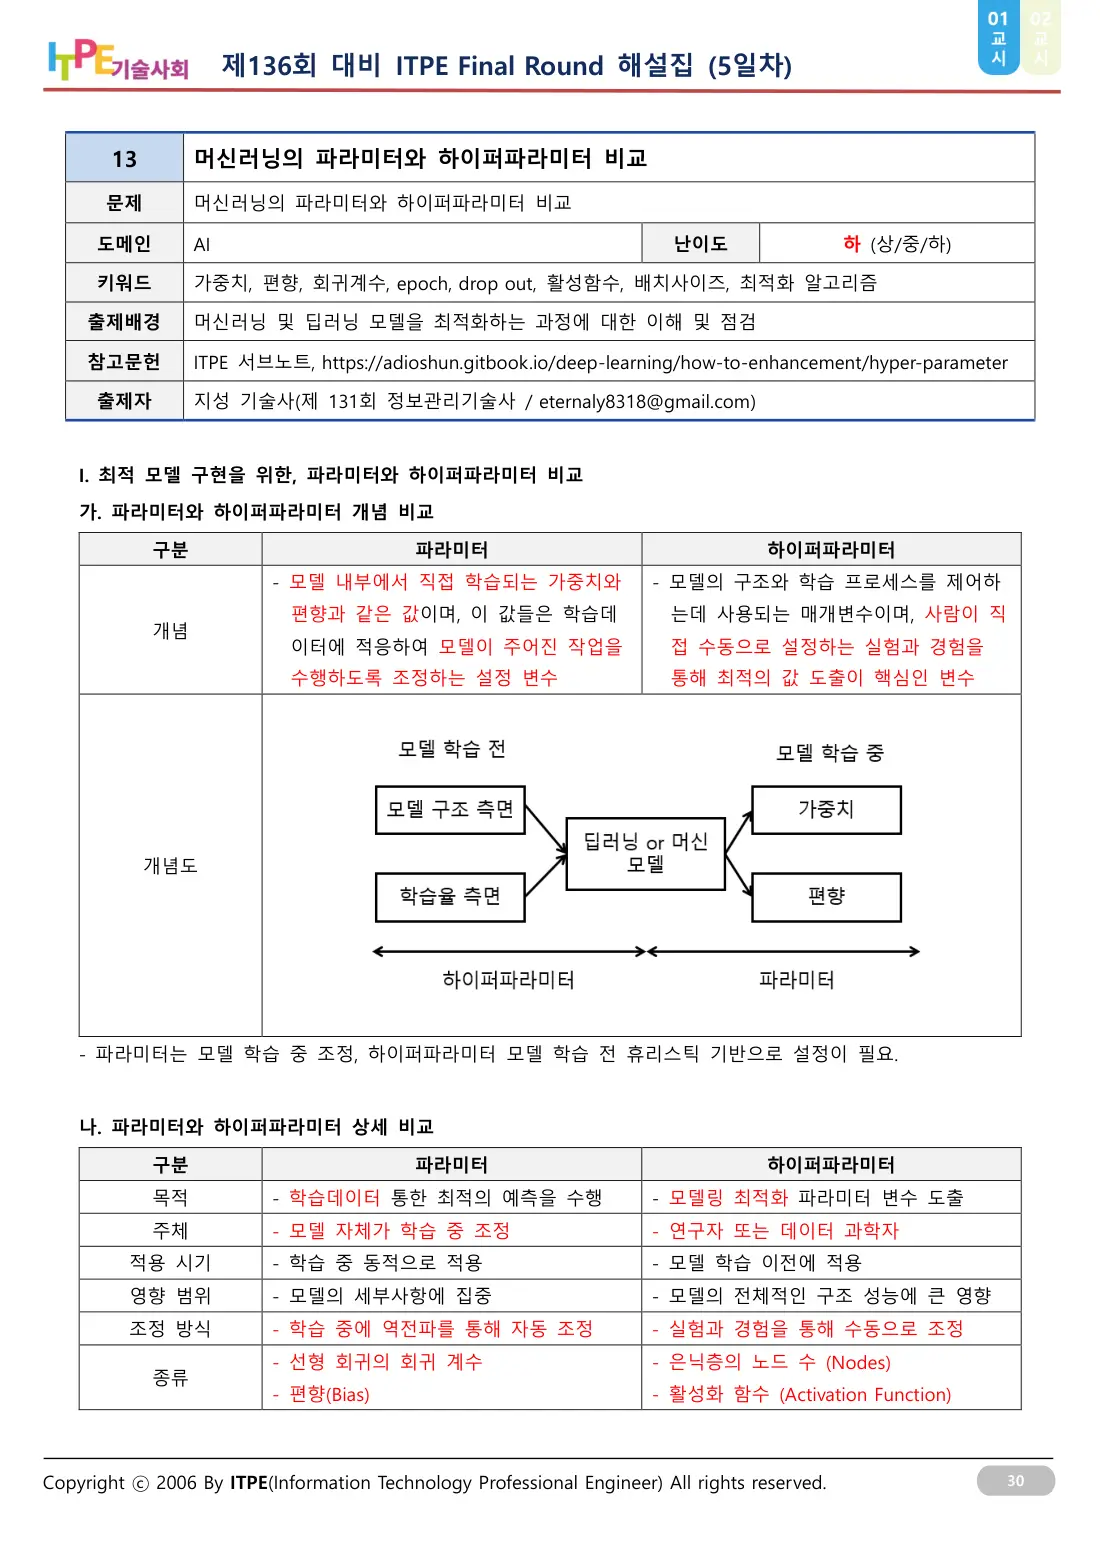 01
교
시
02
교
시
ITPE기술사회
제136회 대비 ITPE Final Round 해설집 (5일차)
13 머신러닝의 파라미터와 하이퍼파라미터 비교
문제 머신러닝의 파라미터와 하이퍼파라미터 비교
도메인 AI 난이도 하 (상/중/하)
키워드 가중치, 편향, 회귀계수, epoch, drop out, 활성함수, 배치사이즈, 최적화 알고리즘
출제배경 머신러닝 및 딥러닝 모델을 최적화하는 과정에 대한 이해 및 점검
참고문헌 ITPE 서브노트, https://adioshun.gitbook.io/deep-learning/how-to-enhancement/hyper-parameter
출제자 지성 기술사(제 131회 정보관리기술사 / eternaly8318@gmail.com)
I. 최적 모델 구현을 위한, 파라미터와 하이퍼파라미터 비교
가. 파라미터와 하이퍼파라미터 개념 비교
구분 파라미터 하이퍼파라미터
개념
- 모델 내부에서 직접 학습되는 가중치와
편향과 같은 값이며, 이 값들은 학습데
이터에 적응하여 모델이 주어진 작업을
수행하도록 조정하는 설정 변수
- 모델의 구조와 학습 프로세스를 제어하
는데 사용되는 매개변수이며, 사람이 직
접 수동으로 설정하는 실험과 경험을
통해 최적의 값 도출이 핵심인 변수
개념도
모델 학습 전 모델 학습 중
모델 구조 측면 가중치
딥러닝 or 머신
모델
학습율 측면 편향
하이퍼파라미터 파라미터
- 파라미터는 모델 학습 중 조정, 하이퍼파라미터 모델 학습 전 휴리스틱 기반으로 설정이 필요.
나. 파라미터와 하이퍼파라미터 상세 비교
구분 파라미터 하이퍼파라미터
목적 - 학습데이터 통한 최적의 예측을 수행 - 모델링 최적화 파라미터 변수 도출
주체 - 모델 자체가 학습 중 조정 - 연구자 또는 데이터 과학자
적용 시기 - 학습 중 동적으로 적용 - 모델 학습 이전에 적용
영향 범위 - 모델의 세부사항에 집중 - 모델의 전체적인 구조 성능에 큰 영향
조정 방식 - 학습 중에 역전파를 통해 자동 조정 - 실험과 경험을 통해 수동으로 조정
종류
- 선형 회귀의 회귀 계수
- 편향(Bias)
- 은닉층의 노드 수 (Nodes)
- 활성화 함수 (Activation Function)
Copyright ⓒ 2006 By ITPE(Information Technology Professional Engineer) All rights reserved.
30